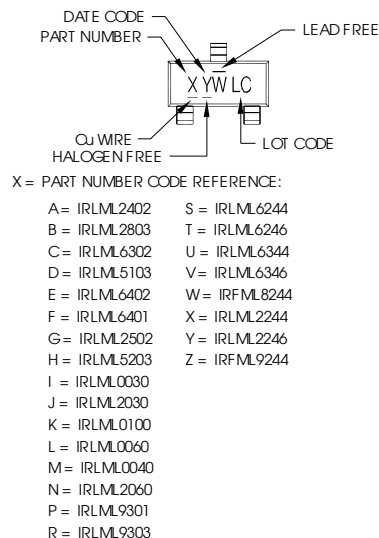 DATE CODE
PART NUMBER
LEAD FREE
X Y W LC
Cu WIRE
HALOGEN FREE
LOT CODE
X = PART NUMBER CODE REFERENCE:
A = IRLML2402
B = IRLML2803
C = IRLML6302
D = IRLML5103
E = IRLML6402
F = IRLML6401
G = IRLML2502
H = IRLML5203
I = IRLML0030
J = IRLML2030
K = IRLML0100
L = IRLML0060
M = IRLML0040
N = IRLML2060
P = IRLML9301
R = IRLML9303
S = IRLML6244
T = IRLML6246
U = IRLML6344
V = IRLML6346
W = IRFML8244
X = IRLML2244
Y = IRLML2246
Z = IRFML9244